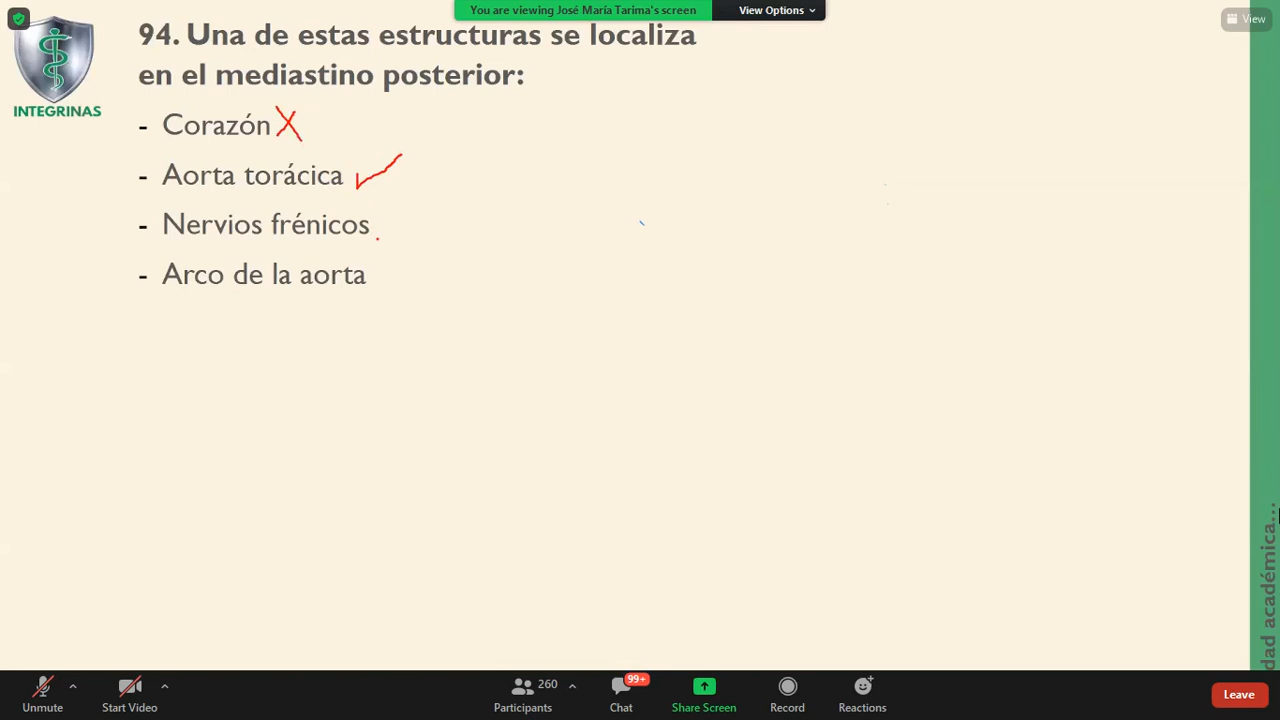 You are viewing José María Tarima's screen
View Options
View
INTEGRINAS
94. Una de estas estructuras se localiza
en el mediastino posterior:
- Corazón
- Aorta torácica
- Nervios frénicos
- Arco de la aorta
dad académica...
Unmute
Start Video
260
Participants
99+
Chat
Share Screen
Record
Reactions
Leave